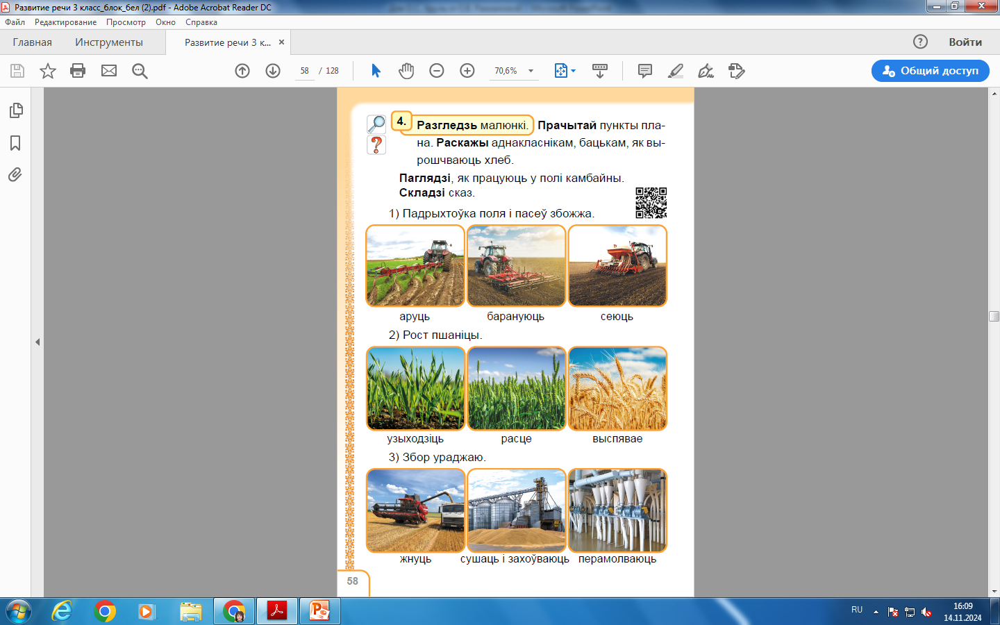 Развитие речи 3 класс_блок_бел (2).pdf - Adobe Acrobat Reader DC
Файл Редактирование Просмотр Окно Справка
Главная Инструменты Развитие речи 3 к... × Войти
58 / 128 70,6% Общий доступ
4. Разгледзь малюнкі. Прачытай пункты пла-
на. Раскажы аднакласнікам, бацькам, як вы-
рошчваюць хлеб.
Паглядзі, як працуюць у полі камбайны.
Складзі сказ.
1) Падрыхтоўка поля і пасеў збожжа.
аруць барануюць сеюць
2) Рост пшаніцы.
узыходзіць расце выспявае
3) Збор ураджаю.
жнуць сушаць і захоўваюць перамолваюць
58
RU 16:09
14.11.2024